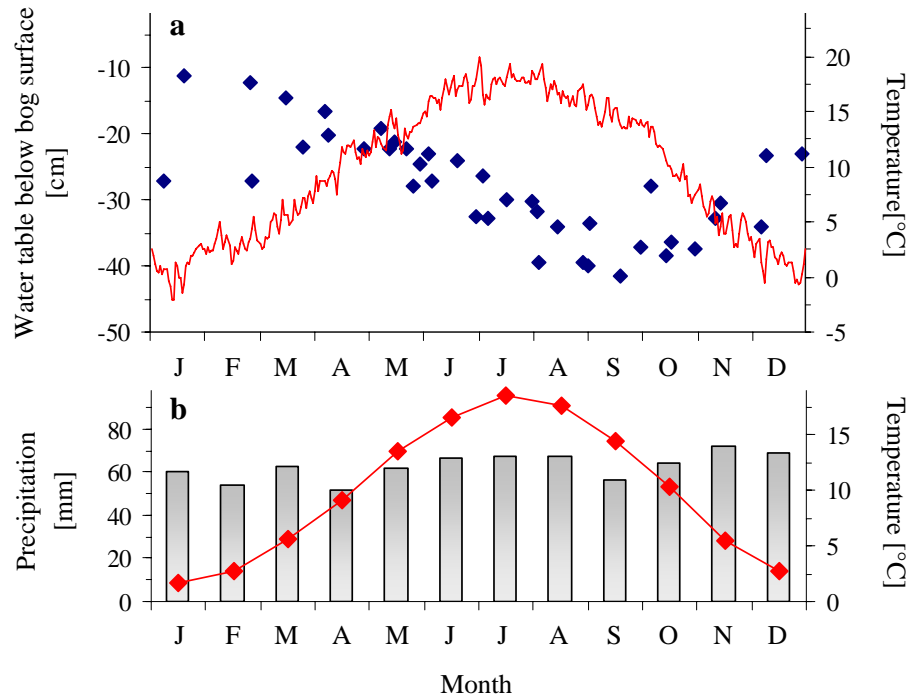 a
Water table below bog surface
[cm]
-10
-20
-30
-40
-50
20
15
10
5
0
-5
Temperature[°C]
J F M A M J J A S O N D
b
Precipitation
[mm]
80
60
40
20
0
15
10
5
0
Temperature [°C]
J F M A M J J A S O N D
Month